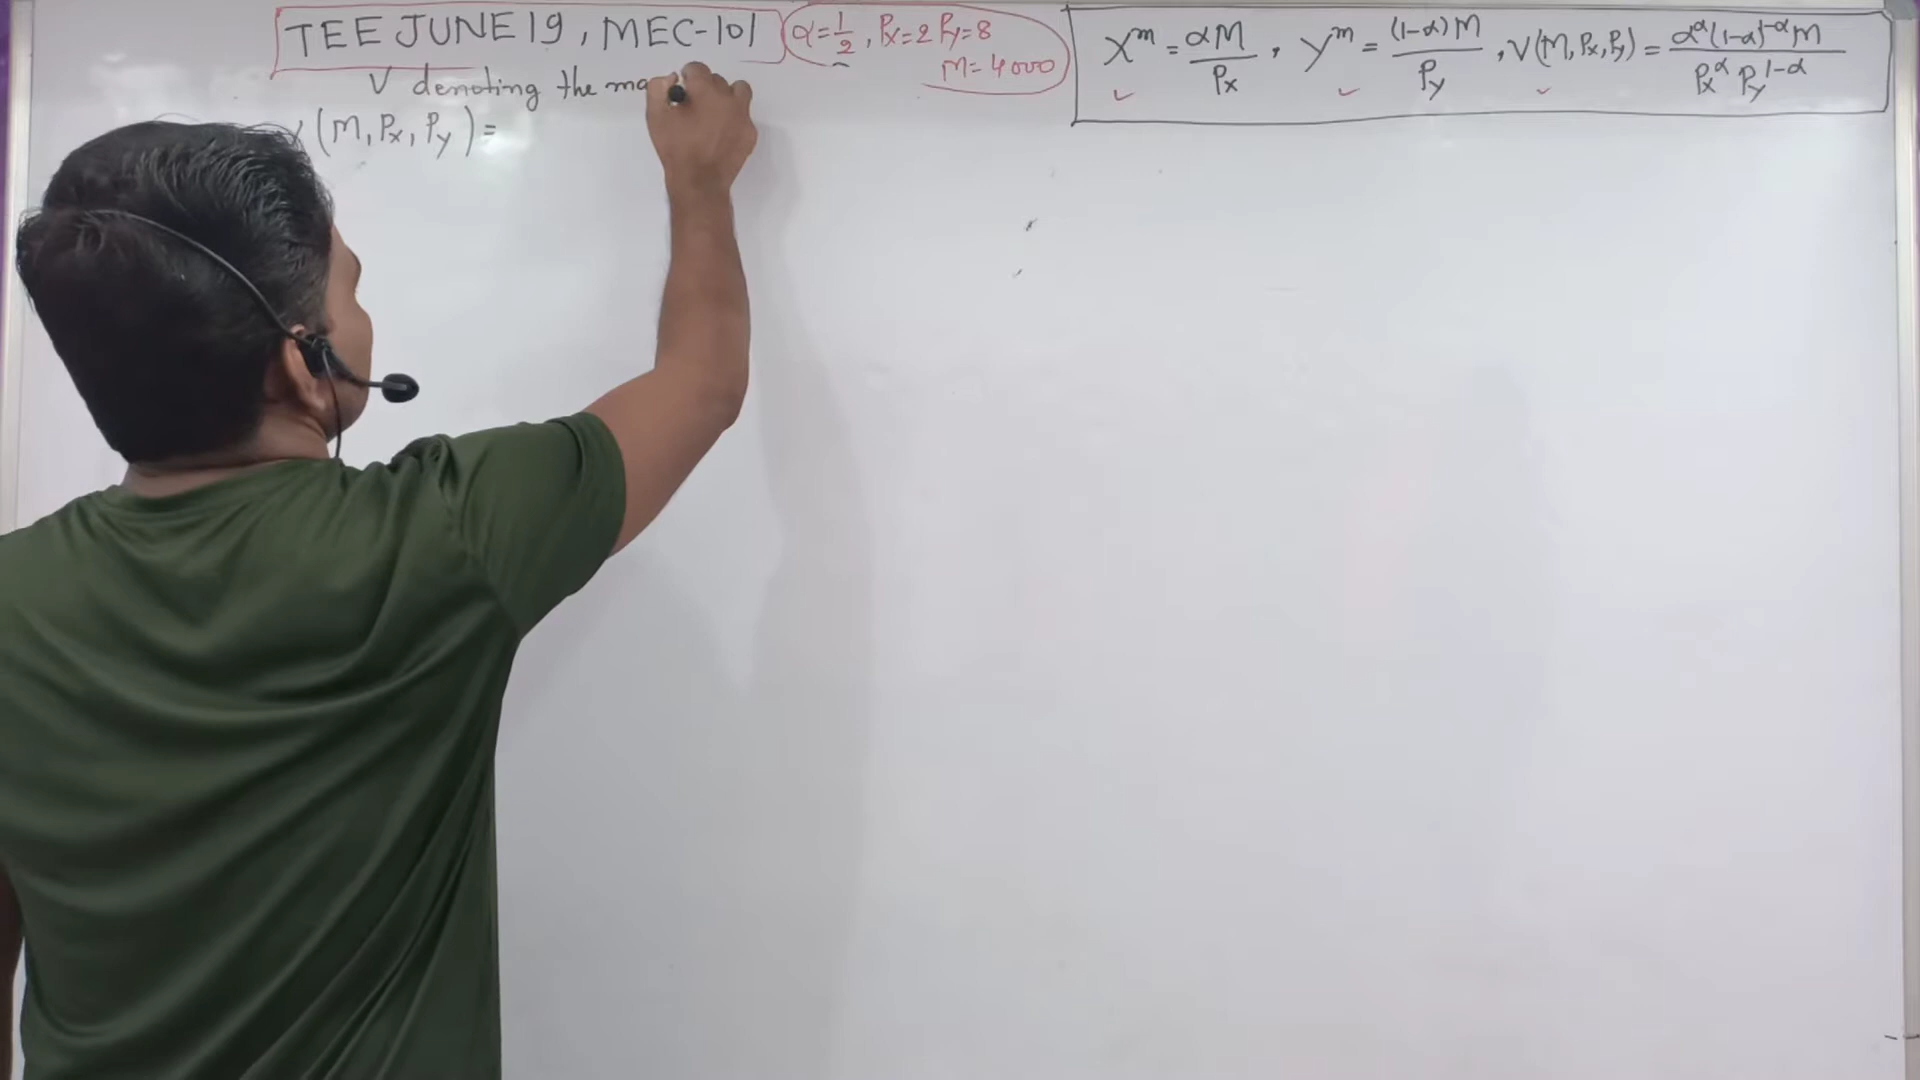 TEE JUNE 19, MEC-101
α=1/2, Px=2 Py=8
M=4000
X^m = αM/Px, Y^m = (1-α)M/Py, V(M,Px,Py) = α^α(1-α)^1-α M/Px^α Py^1-α
V denoting the
(M,Px,Py)=